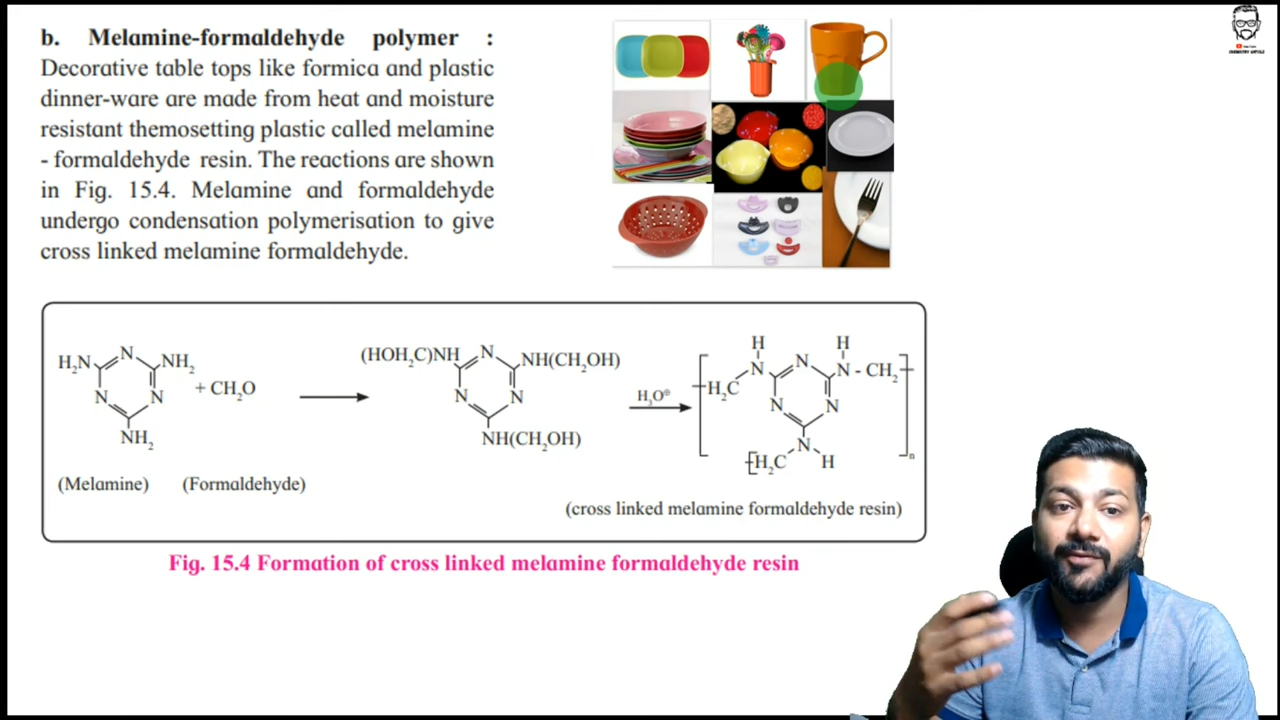 b. Melamine-formaldehyde polymer :
Decorative table tops like formica and plastic
dinner-ware are made from heat and moisture
resistant themosetting plastic called melamine
- formaldehyde resin. The reactions are shown
in Fig. 15.4. Melamine and formaldehyde
undergo condensation polymerisation to give
cross linked melamine formaldehyde.
H₂N N NH₂
N N
NH₂
+ CH₂O
(Melamine) (Formaldehyde)
(HOH₂C)NH N NH(CH₂OH)
N N
NH(CH₂OH)
H₃O⊕
H H
N N N - CH₂
H₂C
N N
N
H₂C H
n
(cross linked melamine formaldehyde resin)
Fig. 15.4 Formation of cross linked melamine formaldehyde resin